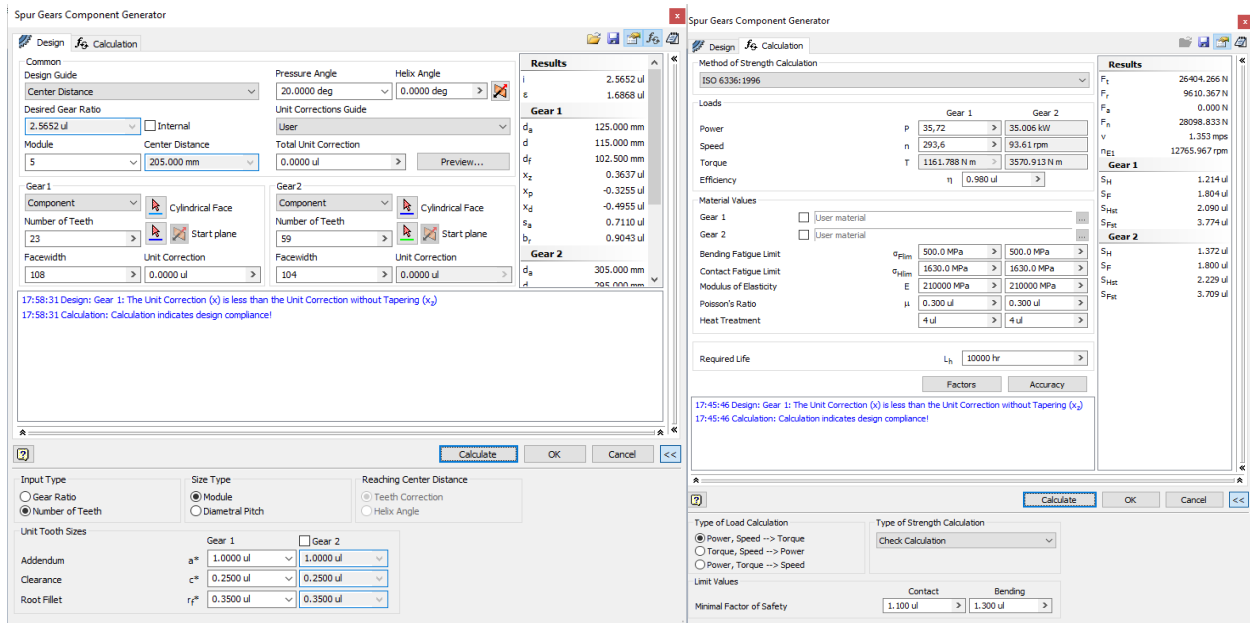 Spur Gears Component Generator
Design
Calculation
Common
Design Guide
Center Distance
Pressure Angle
20.0000 deg
Helix Angle
0.0000 deg
Desired Gear Ratio
2.5652 ul
Internal
Unit Corrections Guide
User
Module
5
Center Distance
205.000 mm
Total Unit Correction
0.0000 ul
Preview...
Gear1
Component
Cylindrical Face
Number of Teeth
23
Start plane
Facewidth
108
Unit Correction
0.0000 ul
Gear2
Component
Cylindrical Face
Number of Teeth
59
Start plane
Facewidth
104
Unit Correction
0.0000 ul
Results
i 2.5652 ul
ε 1.6868 ul
Gear 1
da 125.000 mm
d 115.000 mm
df 102.500 mm
xz 0.3637 ul
xp -0.3255 ul
xd -0.4955 ul
sa 0.7110 ul
br 0.9043 ul
Gear 2
da 305.000 mm
d 295.000 mm
17:58:31 Design: Gear 1: The Unit Correction (x) is less than the Unit Correction without Tapering (xz)
17:58:31 Calculation: Calculation indicates design compliance!
Calculate
OK
Cancel
<<
Input Type
Gear Ratio
Number of Teeth
Size Type
Module
Diametral Pitch
Reaching Center Distance
Teeth Correction
Helix Angle
Unit Tooth Sizes
Gear 1 Gear 2
Addendum a* 1.0000 ul 1.0000 ul
Clearance c* 0.2500 ul 0.2500 ul
Root Fillet rf* 0.3500 ul 0.3500 ul
Spur Gears Component Generator
Design
Calculation
Method of Strength Calculation
ISO 6336:1996
Loads
Gear 1 Gear 2
Power P 35,72 35.006 kW
Speed n 293,6 93.61 rpm
Torque T 1161.788 N m 3570.913 N m
Efficiency η 0.980 ul
Material Values
Gear 1 User material ...
Gear 2 User material ...
Bending Fatigue Limit σFlim 500.0 MPa 500.0 MPa
Contact Fatigue Limit σHlim 1630.0 MPa 1630.0 MPa
Modulus of Elasticity E 210000 MPa 210000 MPa
Poisson's Ratio μ 0.300 ul 0.300 ul
Heat Treatment 4 ul 4 ul
Required Life Lh 10000 hr
Factors
Accuracy
Results
Ft 26404.266 N
Fr 9610.367 N
Fa 0.000 N
Fn 28098.833 N
v 1.353 mps
nE1 12765.967 rpm
Gear 1
SH 1.214 ul
SF 1.804 ul
SHst 2.090 ul
SFst 3.774 ul
Gear 2
SH 1.372 ul
SF 1.800 ul
SHst 2.229 ul
SFst 3.709 ul
17:45:46 Design: Gear 1: The Unit Correction (x) is less than the Unit Correction without Tapering (xz)
17:45:46 Calculation: Calculation indicates design compliance!
Calculate
OK
Cancel
<<
Type of Load Calculation
Power, Speed --> Torque
Torque, Speed --> Power
Power, Torque --> Speed
Type of Strength Calculation
Check Calculation
Limit Values
Contact Bending
Minimal Factor of Safety 1.100 ul 1.300 ul